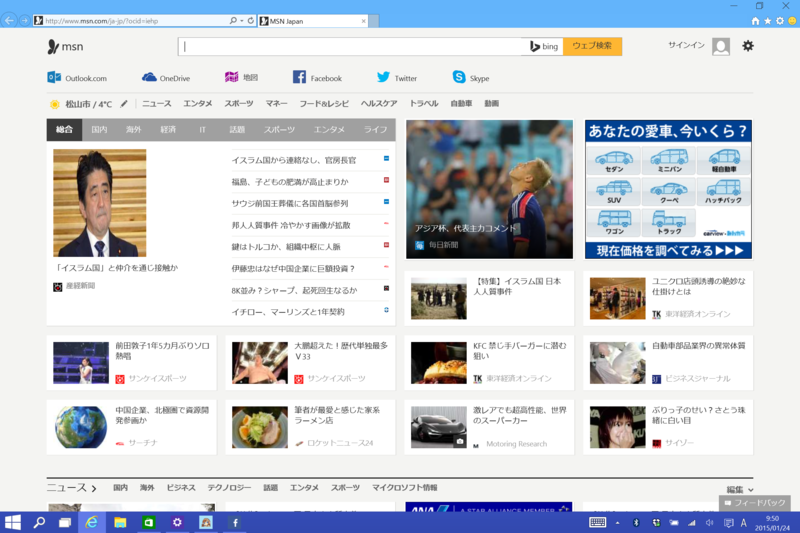 http://www.msn.com/ja-jp/?ocid=iehp
MSN Japan
msn
bing
ウェブ検索
サインイン
Outlook.com
OneDrive
地図
Facebook
Twitter
Skype
松山市 / 4°C
ニュース
エンタメ
スポーツ
マネー
フード&レシピ
ヘルスケア
トラベル
自動車
動画
総合
国内
海外
経済
IT
話題
スポーツ
エンタメ
ライフ
「イスラム国」と仲介を通じ接触か
産経新聞
イスラム国から連絡なし、官房長官
福島、子どもの肥満が高止まりか
サウジ前国王葬儀に各国首脳参列
邦人人質事件 冷やかす画像が拡散
鍵はトルコか、組織中枢に人脈
伊藤忠はなぜ中国企業に巨額投資？
8K並み？シャープ、起死回生なるか
イチロー、マーリンズと1年契約
アジア杯、代表主力コメント
毎日新聞
あなたの愛車、今いくら？
セダン
ミニバン
軽自動車
SUV
クーペ
ハッチバック
ワゴン
トラック
carview
現在価格を調べてみる▶▶▶
【特集】イスラム国 日本
人人質事件
ユニクロ店頭誘導の絶妙な
仕掛けとは
TK 東洋経済オンライン
前田敦子1年5カ月ぶりソロ
熱唱
サンケイスポーツ
大鵬超えた！歴代単独最多
V33
サンケイスポーツ
KFC 禁じ手バーガーに潜む
狙い
TK 東洋経済オンライン
自動車部品業界の異常体質
ビジネスジャーナル
中国企業、北極圏で資源開
発参画か
サーチナ
筆者が最愛と感じた家系
ラーメン店
ロケットニュース24
激レアでも超高性能、世界
のスーパーカー
Motoring Research
ぶりっ子のせい？さとう珠
緒に白い目
サイゾー
ニュース
国内
海外
ビジネス
テクノロジー
話題
エンタメ
スポーツ
マイクロソフト情報
編集
フィードバック
ANA
A STAR ALLIANCE MEMBER
A
9:50
2015/01/24